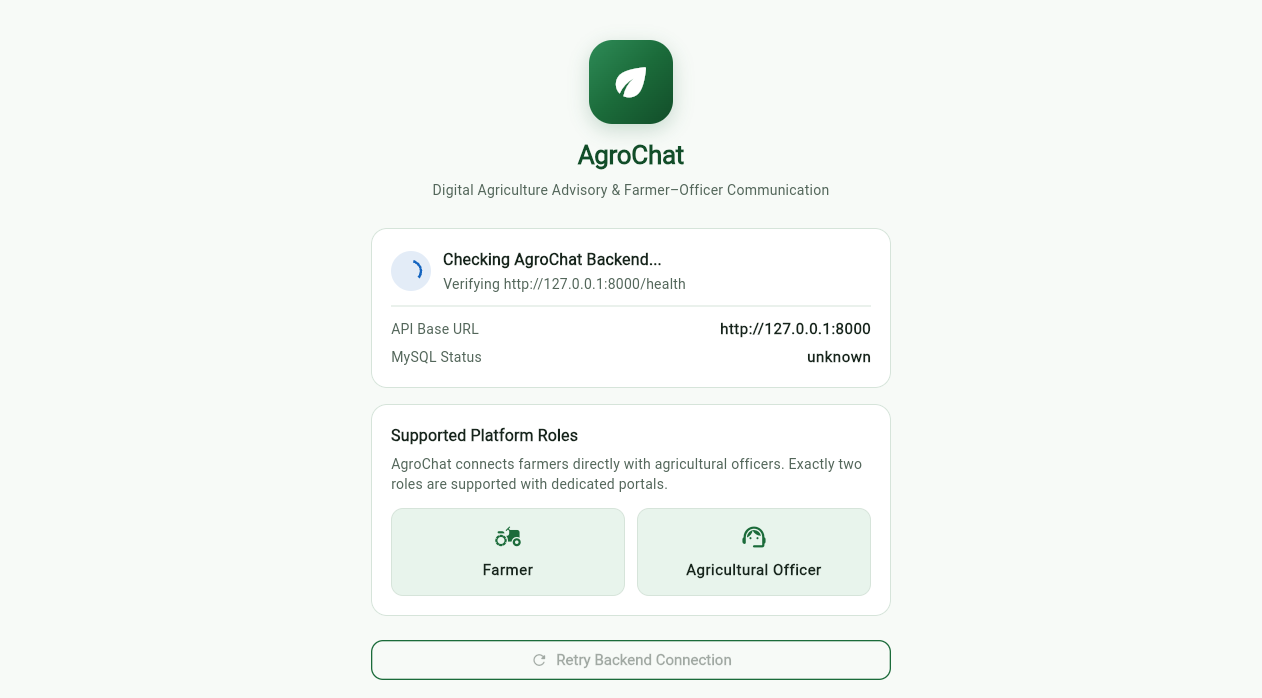 AgroChat
Digital Agriculture Advisory & Farmer–Officer Communication
Checking AgroChat Backend...
Verifying http://127.0.0.1:8000/health
API Base URL http://127.0.0.1:8000
MySQL Status unknown
Supported Platform Roles
AgroChat connects farmers directly with agricultural officers. Exactly two
roles are supported with dedicated portals.
Farmer Agricultural Officer
Retry Backend Connection